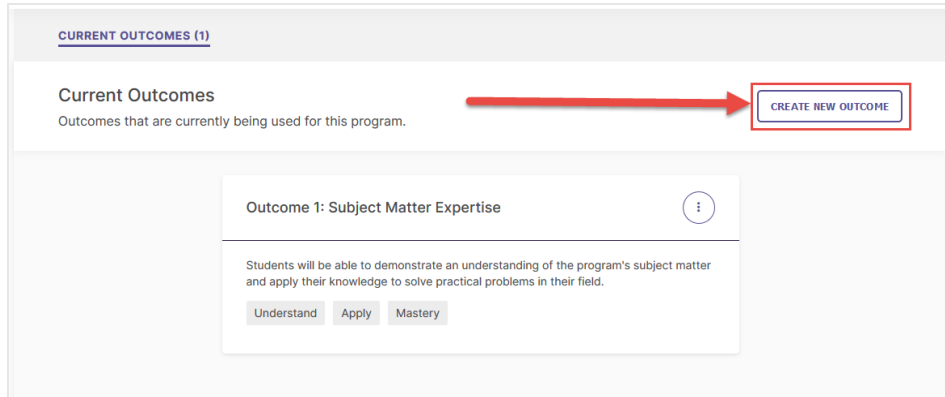 CURRENT OUTCOMES (1)
Current Outcomes
Outcomes that are currently being used for this program.
CREATE NEW OUTCOME
Outcome 1: Subject Matter Expertise
Students will be able to demonstrate an understanding of the program's subject matter
and apply their knowledge to solve practical problems in their field.
Understand Apply Mastery